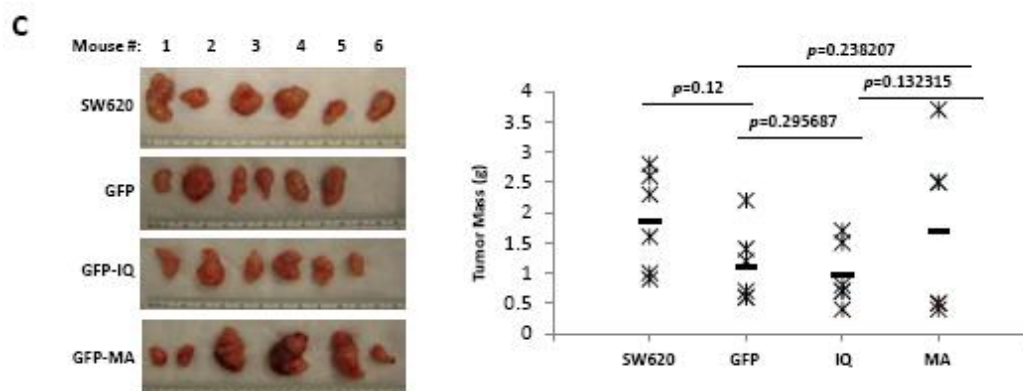 C
Mouse #: 1 2 3 4 5 6
SW620
GFP
GFP-IQ
GFP-MA
p=0.238207
p=0.132315
p=0.12
p=0.295687
Tumor Mass (g)
4
3.5
3
2.5
2
1.5
1
0.5
0
SW620 GFP IQ MA